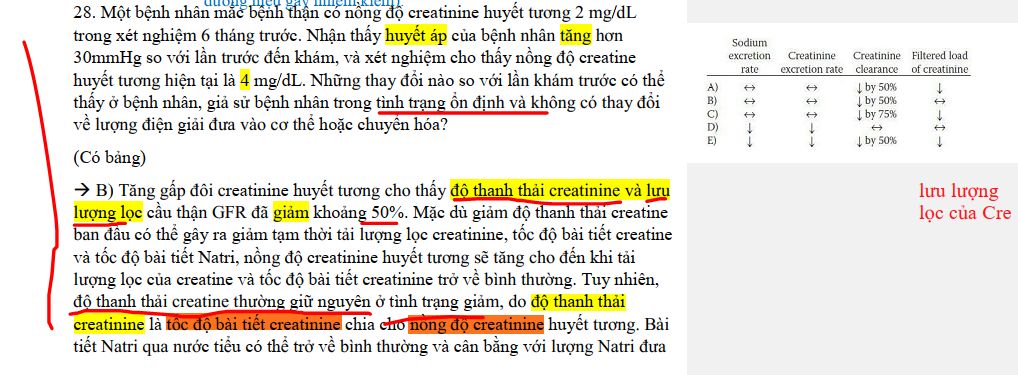 dưỡng hiệu gây nhiễm kiềm)
28. Một bệnh nhân mắc bệnh thận có nồng độ creatinine huyết tương 2 mg/dL
trong xét nghiệm 6 tháng trước. Nhận thấy huyết áp của bệnh nhân tăng hơn
30mmHg so với lần trước đến khám, và xét nghiệm cho thấy nồng độ creatine
huyết tương hiện tại là 4 mg/dL. Những thay đổi nào so với lần khám trước có thể
thấy ở bệnh nhân, giả sử bệnh nhân trong tình trạng ổn định và không có thay đổi
về lượng điện giải đưa vào cơ thể hoặc chuyển hóa?
(Có bảng)
→ B) Tăng gấp đôi creatinine huyết tương cho thấy độ thanh thải creatinine và lưu
lượng lọc cầu thận GFR đã giảm khoảng 50%. Mặc dù giảm độ thanh thải creatine
ban đầu có thể gây ra giảm tạm thời tải lượng lọc creatinine, tốc độ bài tiết creatine
và tốc độ bài tiết Natri, nồng độ creatinine huyết tương sẽ tăng cho đến khi tải
lượng lọc của creatine và tốc độ bài tiết creatinine trở về bình thường. Tuy nhiên,
độ thanh thải creatine thường giữ nguyên ở tình trạng giảm, do độ thanh thải
creatinine là tốc độ bài tiết creatinine chia cho nồng độ creatinine huyết tương. Bài
tiết Natri qua nước tiểu có thể trở về bình thường và cân bằng với lượng Natri đưa
Sodium
excretion Creatinine Creatinine Filtered load
rate excretion rate clearance of creatinine
A) ↔ ↔ ↓ by 50% ↓
B) ↔ ↔ ↓ by 50% ↔
C) ↔ ↔ ↓ by 75% ↓
D) ↓ ↓ ↔ ↔
E) ↓ ↓ ↓ by 50% ↓
lưu lượng
lọc của Cre